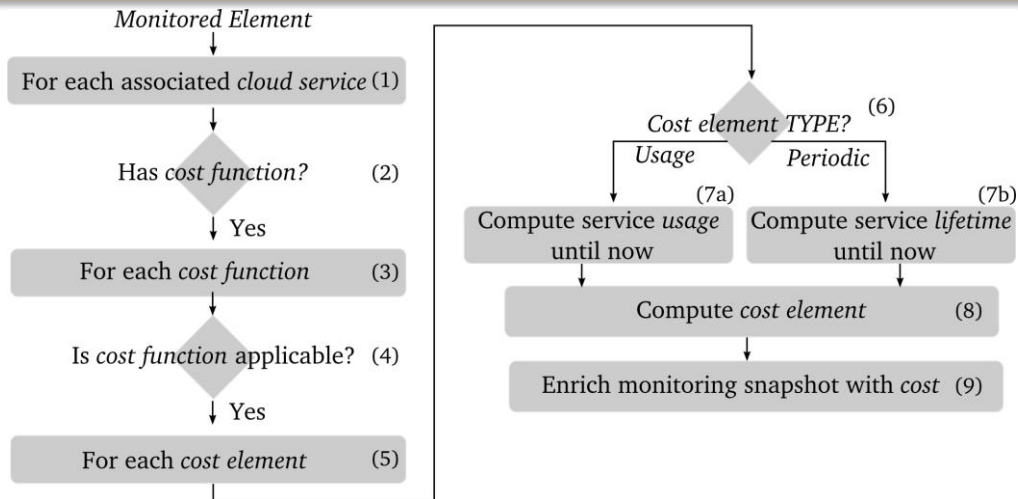 Monitored Element
For each associated cloud service (1)
Has cost function? (2)
Yes
For each cost function (3)
Is cost function applicable? (4)
Yes
For each cost element (5)
(6)
Cost element TYPE?
Usage
Periodic
(7a)
Compute service usage
until now
(7b)
Compute service lifetime
until now
Compute cost element (8)
Enrich monitoring snapshot with cost (9)